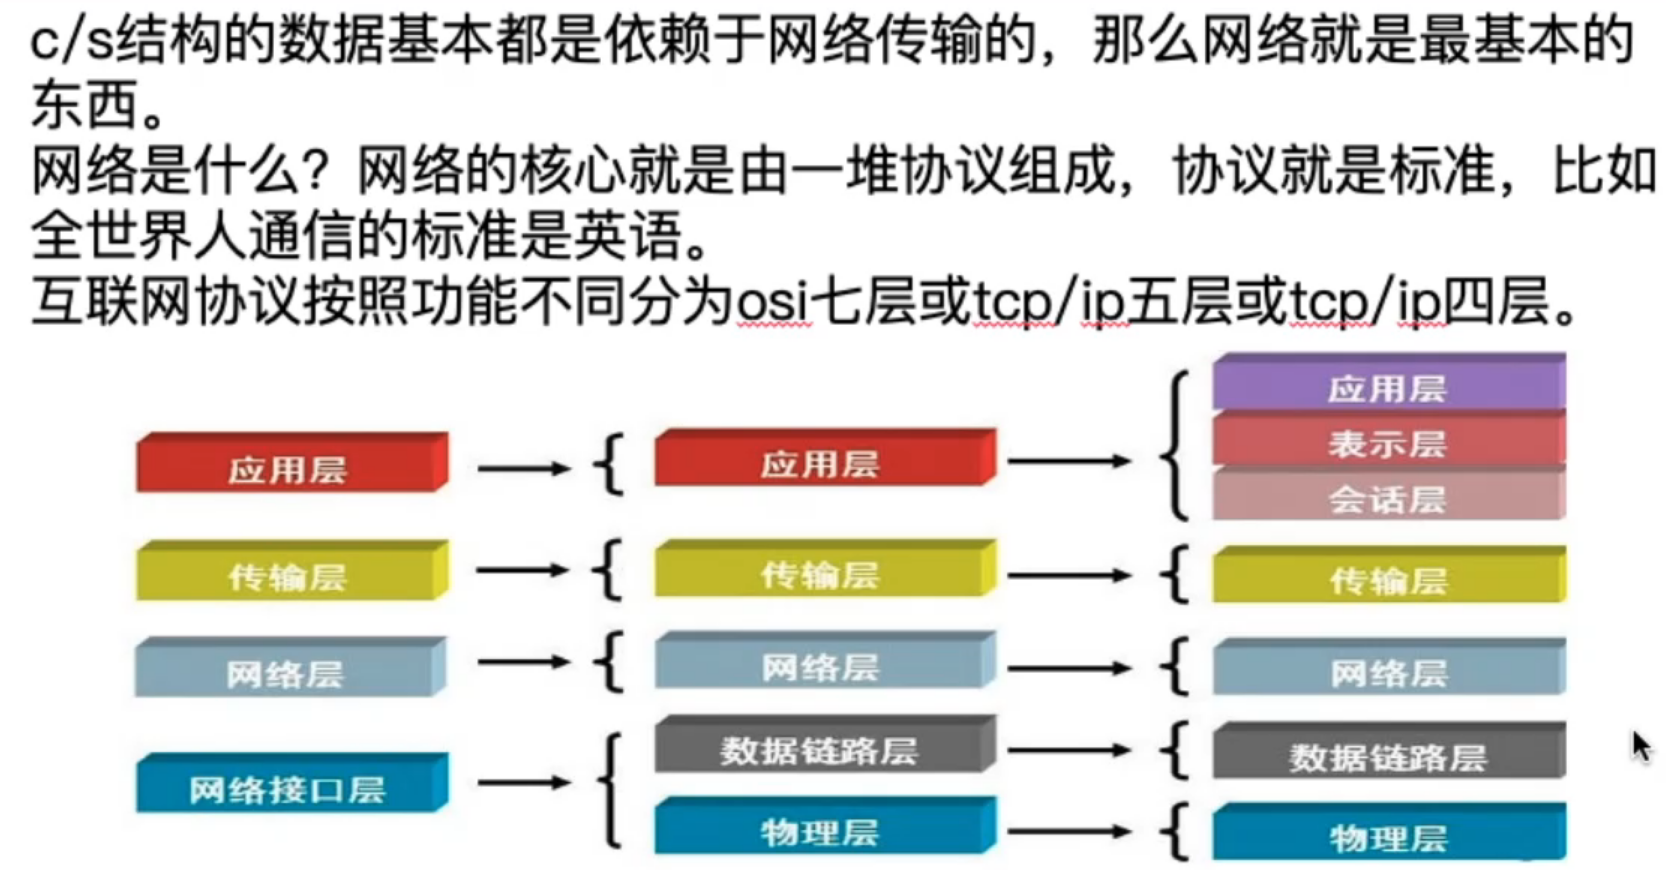 c/s结构的数据基本都是依赖于网络传输的，那么网络就是最基本的
东西。
网络是什么？网络的核心就是由一堆协议组成，协议就是标准，比如
全世界人通信的标准是英语。
互联网协议按照功能不同分为osi七层或tcp/ip五层或tcp/ip四层。
应用层
传输层
网络层
网络接口层
应用层
传输层
网络层
数据链路层
物理层
应用层
表示层
会话层
传输层
网络层
数据链路层
物理层